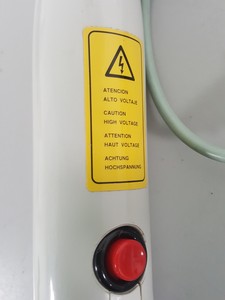 ATENCION
ALTO VOLTAJE
CAUTION
HIGH VOLTAGE
ATTENTION
HAUT VOLTAGE
ACHTUNG
HOCHSPANNUNG